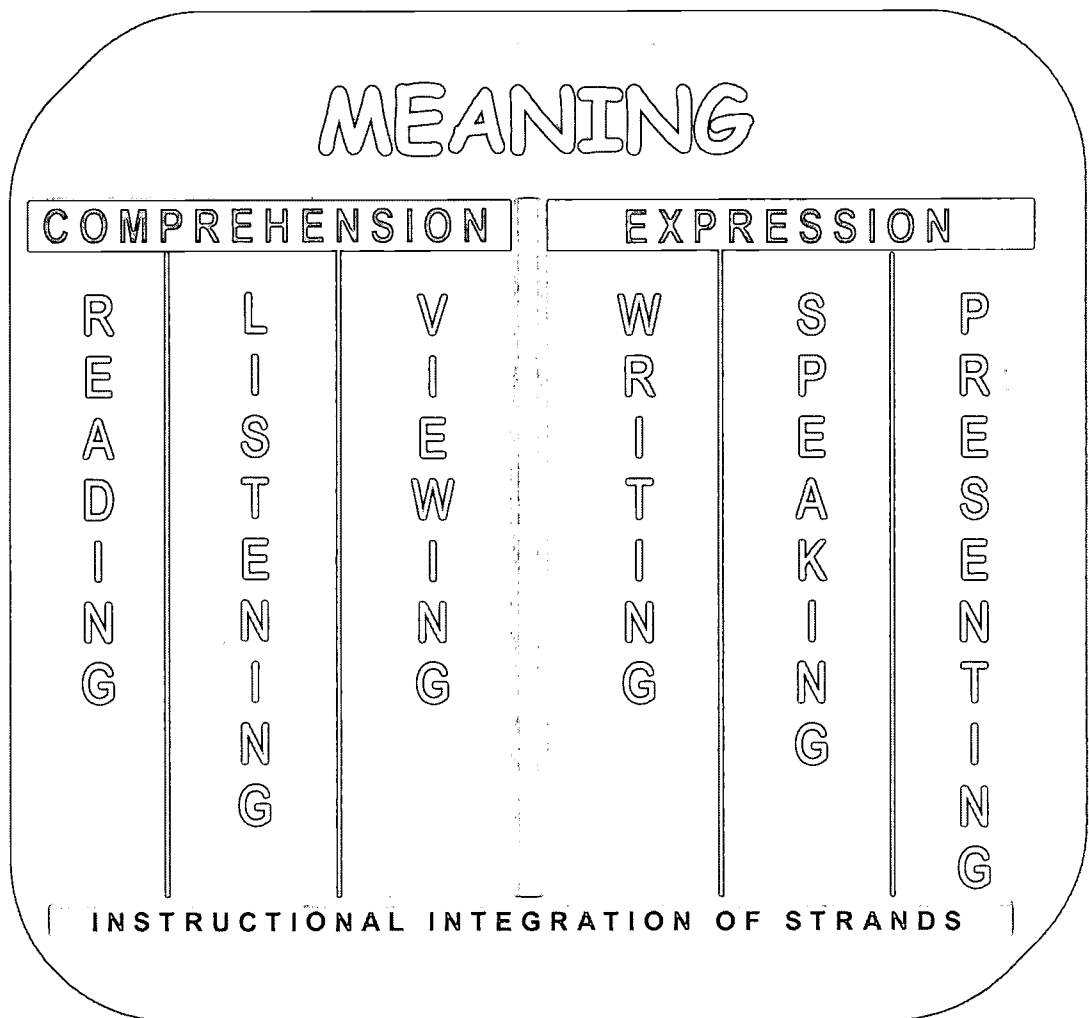 MEANING
COMPREHENSION
EXPRESSION
READING
LISTENING
VIEWING
WRITING
SPEAKING
PRESENTING
INSTRUCTIONAL INTEGRATION OF STRANDS